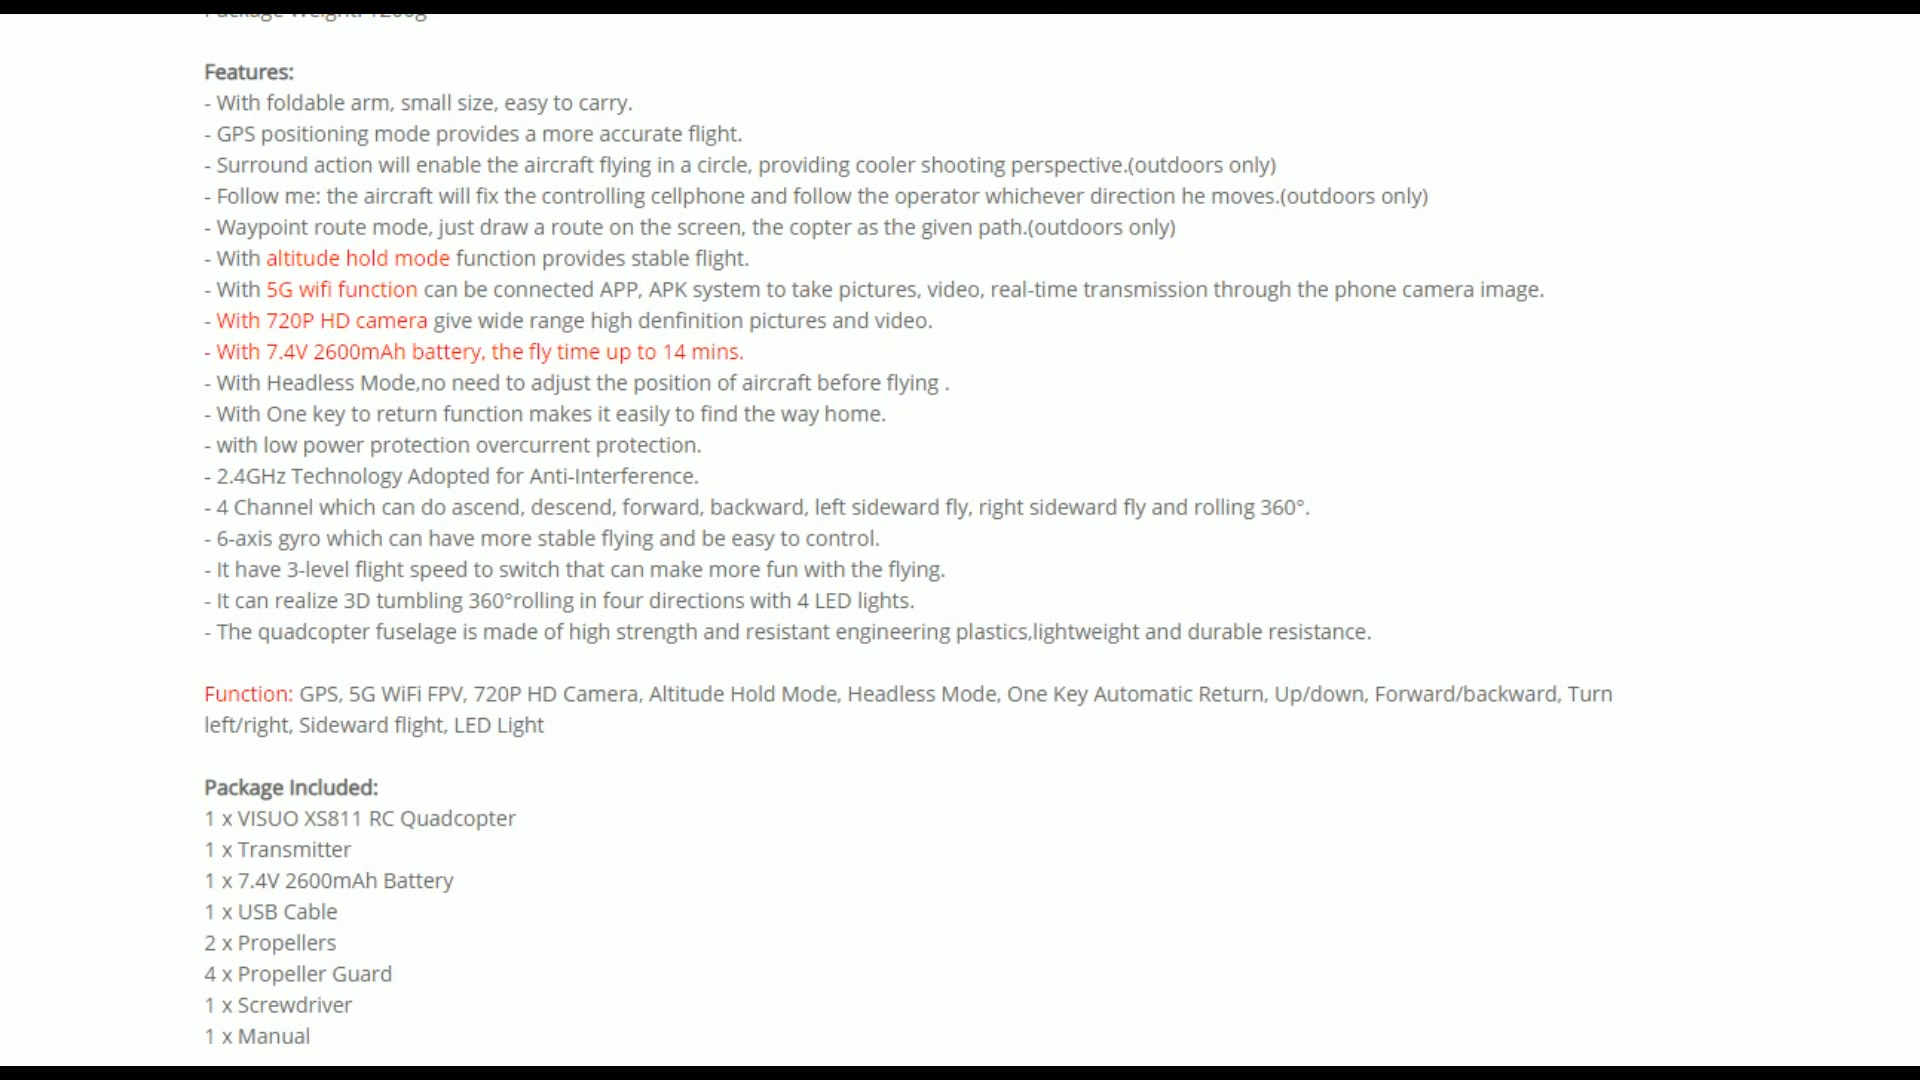 Package Weight: 1200g
Features:
- With foldable arm, small size, easy to carry.
- GPS positioning mode provides a more accurate flight.
- Surround action will enable the aircraft flying in a circle, providing cooler shooting perspective.(outdoors only)
- Follow me: the aircraft will fix the controlling cellphone and follow the operator whichever direction he moves.(outdoors only)
- Waypoint route mode, just draw a route on the screen, the copter as the given path.(outdoors only)
- With altitude hold mode function provides stable flight.
- With 5G wifi function can be connected APP, APK system to take pictures, video, real-time transmission through the phone camera image.
- With 720P HD camera give wide range high denfinition pictures and video.
- With 7.4V 2600mAh battery, the fly time up to 14 mins.
- With Headless Mode,no need to adjust the position of aircraft before flying .
- With One key to return function makes it easily to find the way home.
- with low power protection overcurrent protection.
- 2.4GHz Technology Adopted for Anti-Interference.
- 4 Channel which can do ascend, descend, forward, backward, left sideward fly, right sideward fly and rolling 360°.
- 6-axis gyro which can have more stable flying and be easy to control.
- It have 3-level flight speed to switch that can make more fun with the flying.
- It can realize 3D tumbling 360°rolling in four directions with 4 LED lights.
- The quadcopter fuselage is made of high strength and resistant engineering plastics,lightweight and durable resistance.
Function: GPS, 5G WiFi FPV, 720P HD Camera, Altitude Hold Mode, Headless Mode, One Key Automatic Return, Up/down, Forward/backward, Turn
left/right, Sideward flight, LED Light
Package Included:
1 x VISUO XS811 RC Quadcopter
1 x Transmitter
1 x 7.4V 2600mAh Battery
1 x USB Cable
2 x Propellers
4 x Propeller Guard
1 x Screwdriver
1 x Manual